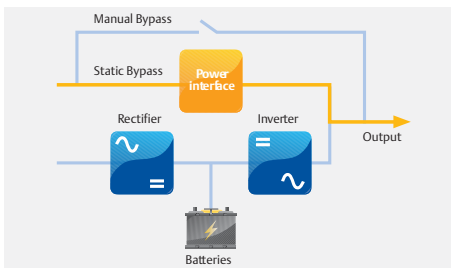 Manual Bypass
Static Bypass
Power
interface
Rectifier
Inverter
Output
Batteries